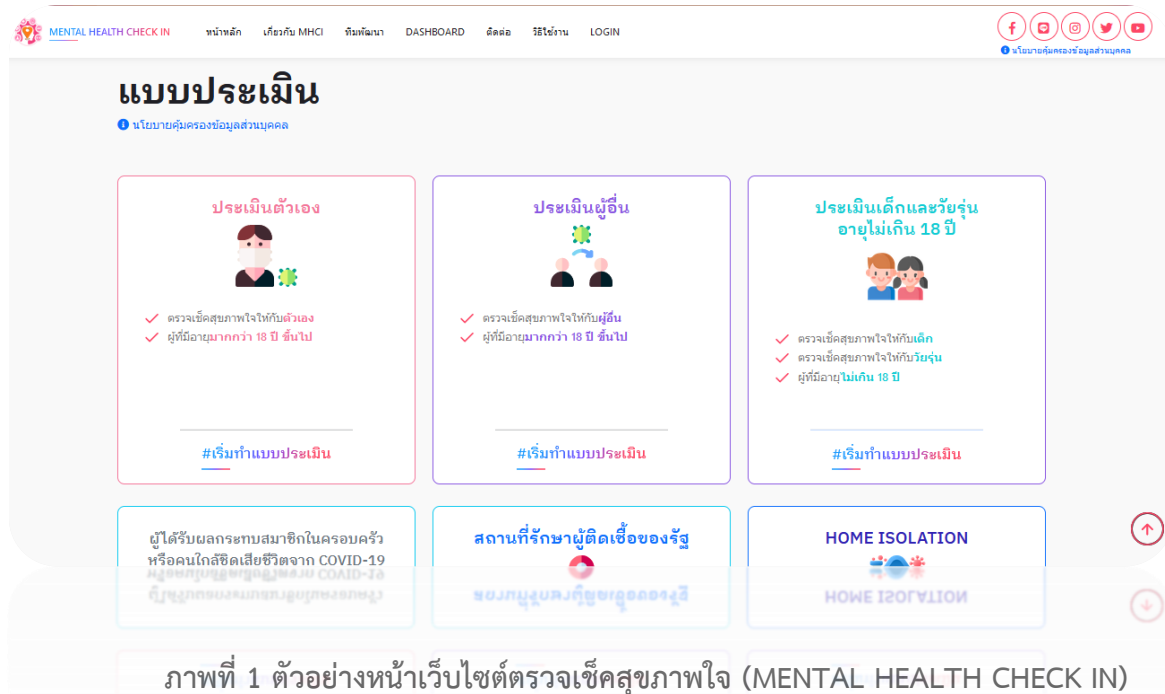 MENTAL HEALTH CHECK IN หน้าหลัก เกี่ยวกับ MHCI ทีมพัฒนา DASHBOARD ติดต่อ วิธีใช้งาน LOGIN
นโยบายคุ้มครองข้อมูลส่วนบุคคล
แบบประเมิน
นโยบายคุ้มครองข้อมูลส่วนบุคคล
ประเมินตัวเอง
ตรวจเช็คสุขภาพใจให้กับตัวเอง
ผู้ที่มีอายุมากกว่า 18 ปี ขึ้นไป
#เริ่มทำแบบประเมิน
ประเมินผู้อื่น
ตรวจเช็คสุขภาพใจให้กับผู้อื่น
ผู้ที่มีอายุมากกว่า 18 ปี ขึ้นไป
#เริ่มทำแบบประเมิน
ประเมินเด็กและวัยรุ่น
อายุไม่เกิน 18 ปี
ตรวจเช็คสุขภาพใจให้กับเด็ก
ตรวจเช็คสุขภาพใจให้กับวัยรุ่น
ผู้ที่มีอายุไม่เกิน 18 ปี
#เริ่มทำแบบประเมิน
ผู้ได้รับผลกระทบสมาชิกในครอบครัว
หรือคนใกล้ชิดเสียชีวิตจาก COVID-19
สถานที่รักษาผู้ติดเชื้อของรัฐ
HOME ISOLATION
ภาพที่ 1 ตัวอย่างหน้าเว็บไซต์ตรวจเช็คสุขภาพใจ (MENTAL HEALTH CHECK IN)